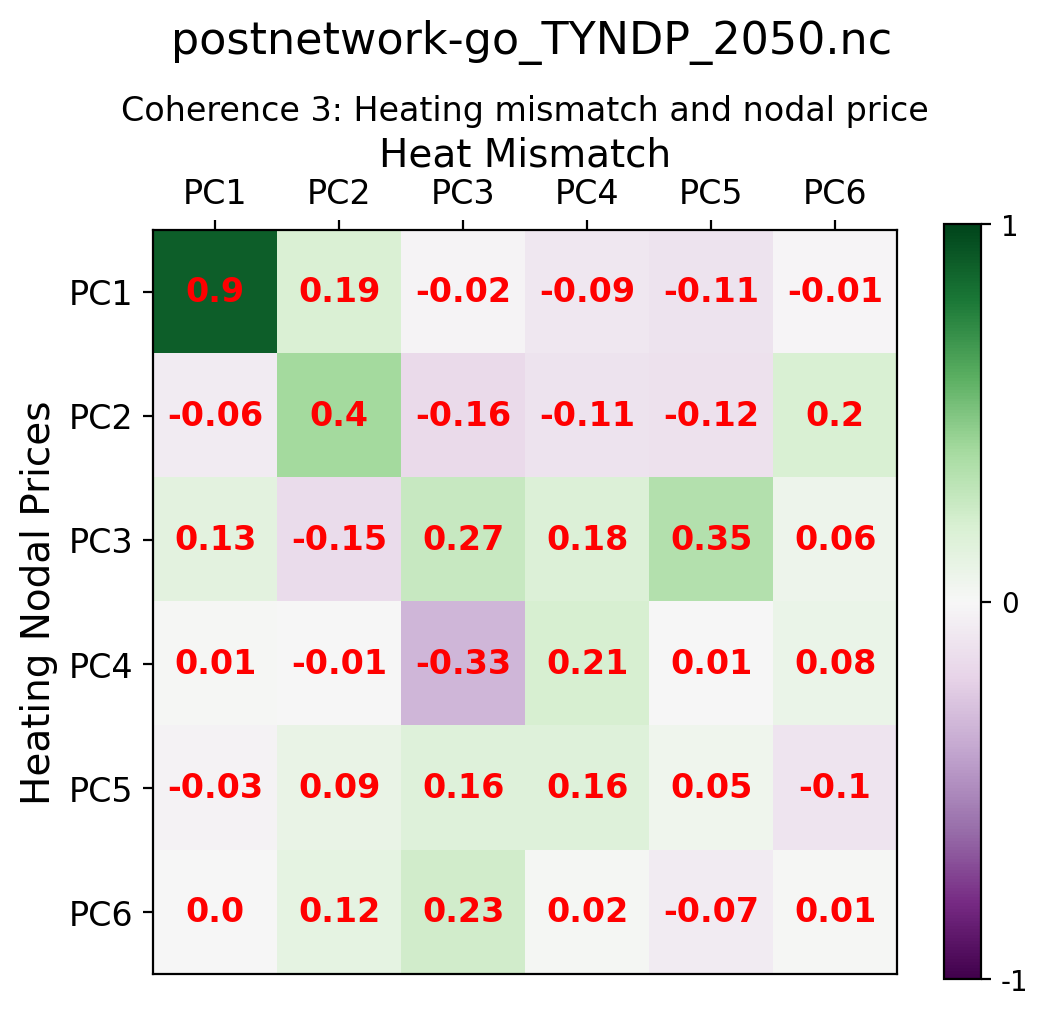 postnetwork-go_TYNDP_2050.nc
Coherence 3: Heating mismatch and nodal price
Heat Mismatch
PC1 PC2 PC3 PC4 PC5 PC6
Heating Nodal Prices
PC1 0.9 0.19 -0.02 -0.09 -0.11 -0.01
PC2 -0.06 0.4 -0.16 -0.11 -0.12 0.2
PC3 0.13 -0.15 0.27 0.18 0.35 0.06
PC4 0.01 -0.01 -0.33 0.21 0.01 0.08
PC5 -0.03 0.09 0.16 0.16 0.05 -0.1
PC6 0.0 0.12 0.23 0.02 -0.07 0.01
1
0
-1